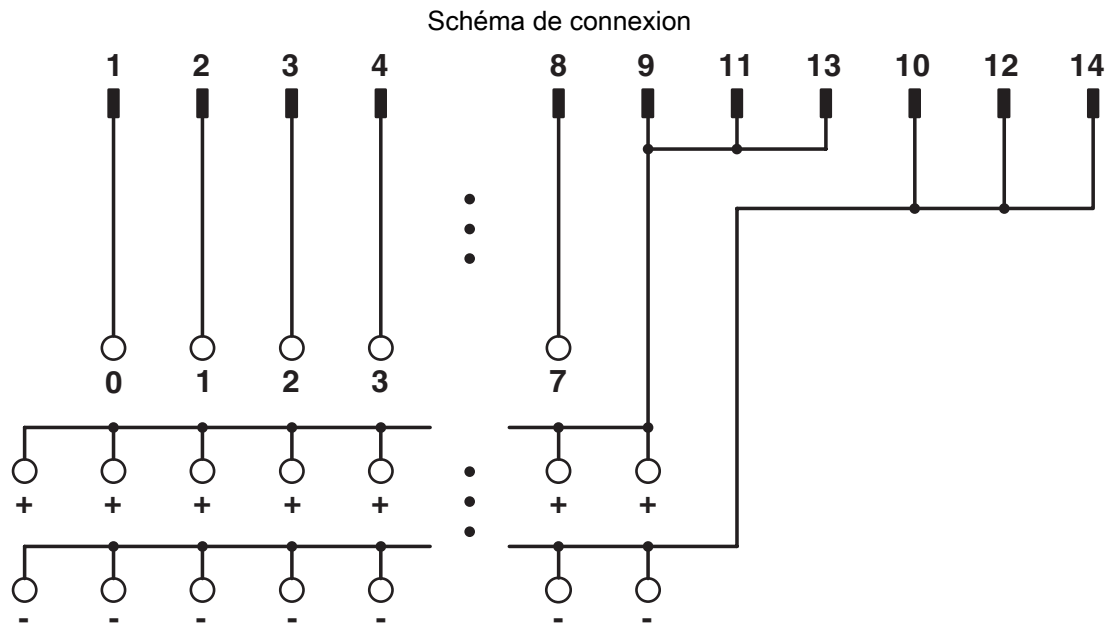 Schéma de connexion
1 2 3 4 8 9 11 13 10 12 14
0 1 2 3 7
+ + + + + + +
- - - - - - -